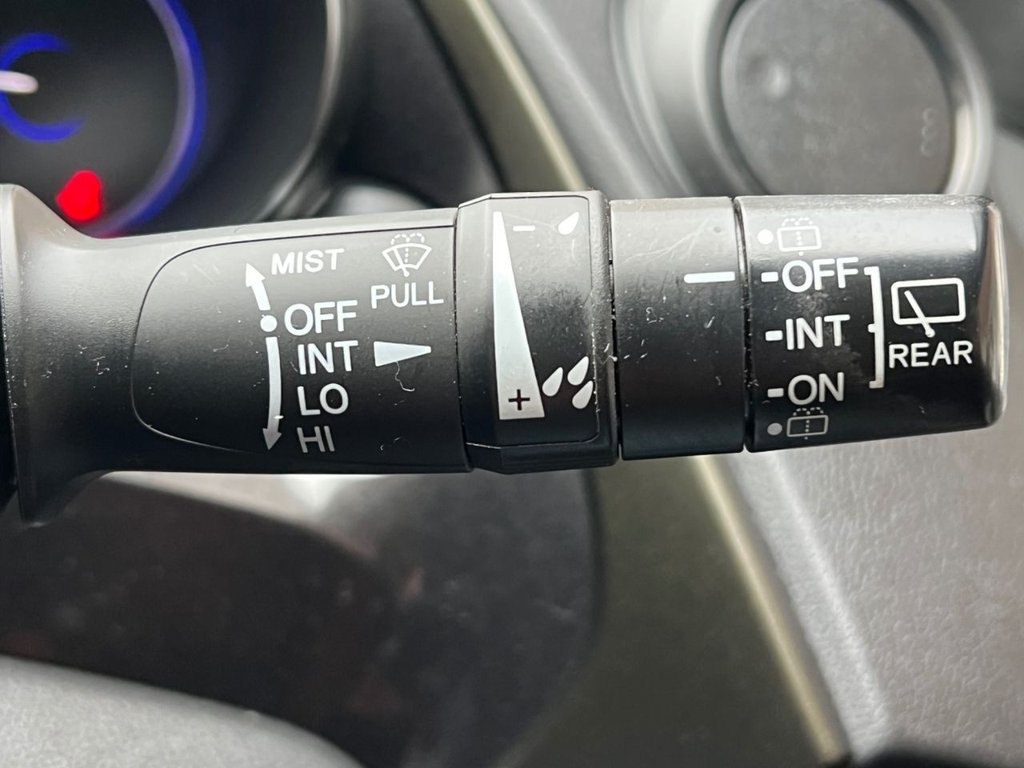 MIST
PULL
OFF
INT
LO
HI
-
+
-OFF
-INT
-ON
REAR